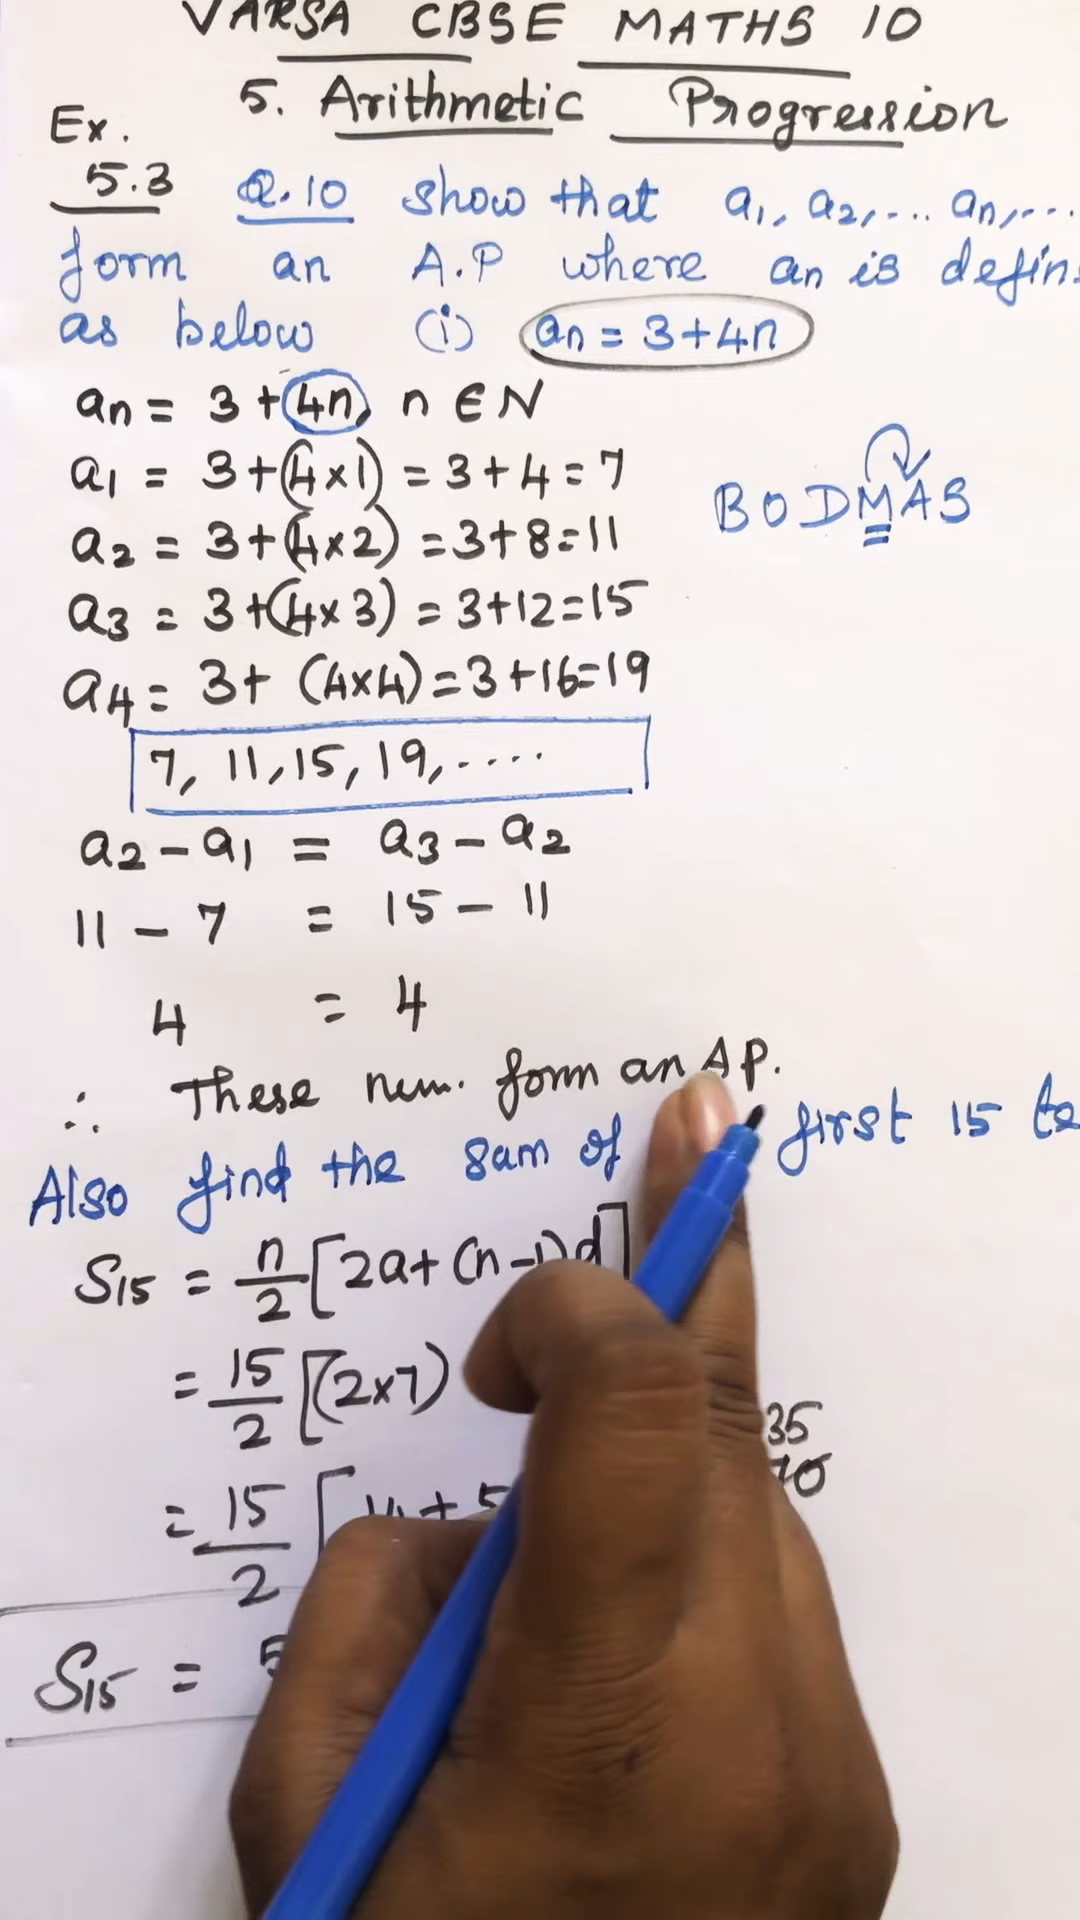 VARSA CBSE MATHS 10
5. Arithmetic Progression
Ex.
5.3 Q.10 show that a1, a2,... an,...
form an A.P where an is define
as below (i) an = 3+4n
an = 3+4n, n ∈ N
a1 = 3+(4×1) = 3+4=7
BODMAS
a2 = 3+(4×2) =3+8=11
a3 = 3+(4×3) = 3+12=15
a4 = 3+ (4×4)=3+16=19
7, 11, 15, 19, ....
a2 - a1 = a3 - a2
11 - 7 = 15 - 11
4 = 4
∴ These num. form an AP.
Also find the sum of first 15 te
S15 = n/2 [2a+(n-1)d]
= 15/2 [(2×7)
35
= 15/2 [14+5
S15 = 5